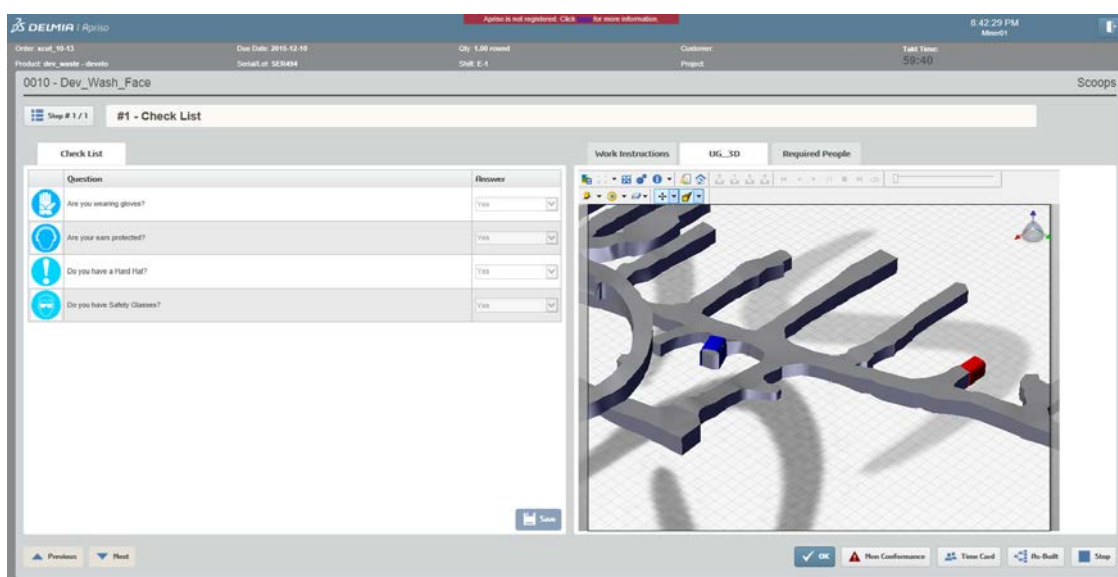 DELMIA | Apriso
Apriso is not registered. Click for more information.
8:42:29 PM
Miner01
Order: xcut_10-13
Due Date: 2015-12-10
Qty: 1.00 round
Customer:
Takt Time:
Product: dev_waste - develo
Serial/Lot: SER494
Shift: E-1
Project:
59:40
0010 - Dev_Wash_Face
Scoops
Step # 1 / 1
#1 - Check List
Check List
Work Instructions
UG_3D
Required People
Question
Answer
Are you wearing gloves?
Yes
Are your ears protected?
Yes
Do you have a Hard Hat?
Yes
Do you have Safety Glasses?
Yes
Save
Previous
Next
OK
Non Conformance
Time Card
As-Built
Stop